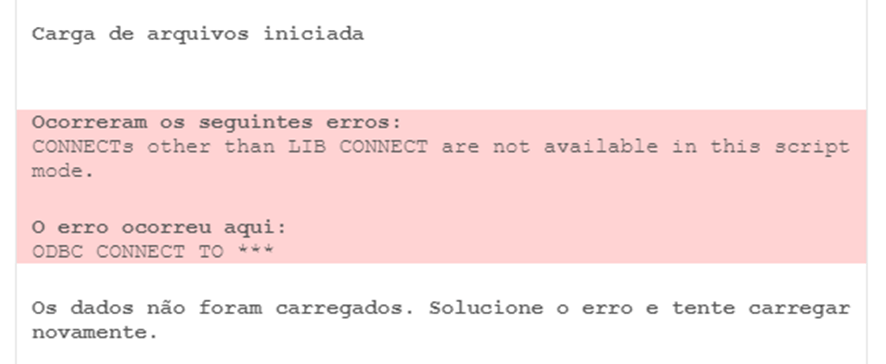 Carga de arquivos iniciada
Ocorreram os seguintes erros:
CONNECTs other than LIB CONNECT are not available in this script
mode.
O erro ocorreu aqui:
ODBC CONNECT TO ***
Os dados não foram carregados. Solucione o erro e tente carregar
novamente.